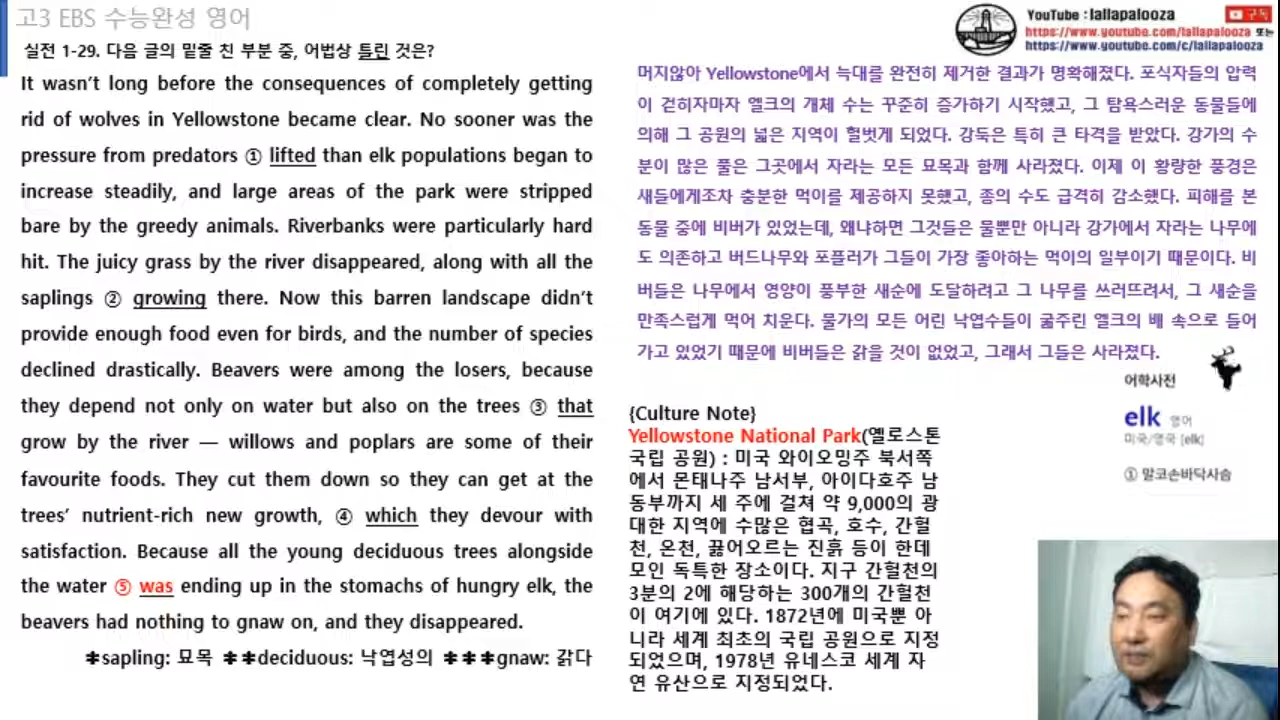 고3 EBS 수능완성 영어
실전 1-29. 다음 글의 밑줄 친 부분 중, 어법상 틀린 것은?
It wasn’t long before the consequences of completely getting
rid of wolves in Yellowstone became clear. No sooner was the
pressure from predators ① lifted than elk populations began to
increase steadily, and large areas of the park were stripped
bare by the greedy animals. Riverbanks were particularly hard
hit. The juicy grass by the river disappeared, along with all the
saplings ② growing there. Now this barren landscape didn’t
provide enough food even for birds, and the number of species
declined drastically. Beavers were among the losers, because
they depend not only on water but also on the trees ③ that
grow by the river — willows and poplars are some of their
favourite foods. They cut them down so they can get at the
trees’ nutrient-rich new growth, ④ which they devour with
satisfaction. Because all the young deciduous trees alongside
the water ⑤ was ending up in the stomachs of hungry elk, the
beavers had nothing to gnaw on, and they disappeared.
✱sapling: 묘목 ✱✱deciduous: 낙엽성의 ✱✱✱gnaw: 갉다
YouTube : lallapalooza
구독
https://www.youtube.com/lallapalooza 또는
https://www.youtube.com/c/lallapalooza
머지않아 Yellowstone에서 늑대를 완전히 제거한 결과가 명확해졌다. 포식자들의 압력
이 걷히자마자 엘크의 개체 수는 꾸준히 증가하기 시작했고, 그 탐욕스러운 동물들에
의해 그 공원의 넓은 지역이 헐벗게 되었다. 강둑은 특히 큰 타격을 받았다. 강가의 수
분이 많은 풀은 그곳에서 자라는 모든 묘목과 함께 사라졌다. 이제 이 황량한 풍경은
새들에게조차 충분한 먹이를 제공하지 못했고, 종의 수도 급격히 감소했다. 피해를 본
동물 중에 비버가 있었는데, 왜냐하면 그것들은 물뿐만 아니라 강가에서 자라는 나무에
도 의존하고 버드나무와 포플러가 그들이 가장 좋아하는 먹이의 일부이기 때문이다. 비
버들은 나무에서 영양이 풍부한 새순에 도달하려고 그 나무를 쓰러뜨려서, 그 새순을
만족스럽게 먹어 치운다. 물가의 모든 어린 낙엽수들이 굶주린 엘크의 배 속으로 들어
가고 있었기 때문에 비버들은 갉을 것이 없었고, 그래서 그들은 사라졌다.
{Culture Note}
Yellowstone National Park(옐로스톤
국립 공원) : 미국 와이오밍주 북서쪽
에서 몬태나주 남서부, 아이다호주 남
동부까지 세 주에 걸쳐 약 9,000의 광
대한 지역에 수많은 협곡, 호수, 간헐
천, 온천, 끓어오르는 진흙 등이 한데
모인 독특한 장소이다. 지구 간헐천의
3분의 2에 해당하는 300개의 간헐천
이 여기에 있다. 1872년에 미국뿐 아
니라 세계 최초의 국립 공원으로 지정
되었으며, 1978년 유네스코 세계 자
연 유산으로 지정되었다.
어학사전
elk 영어
미국/영국 [elk]
① 말코손바닥사슴